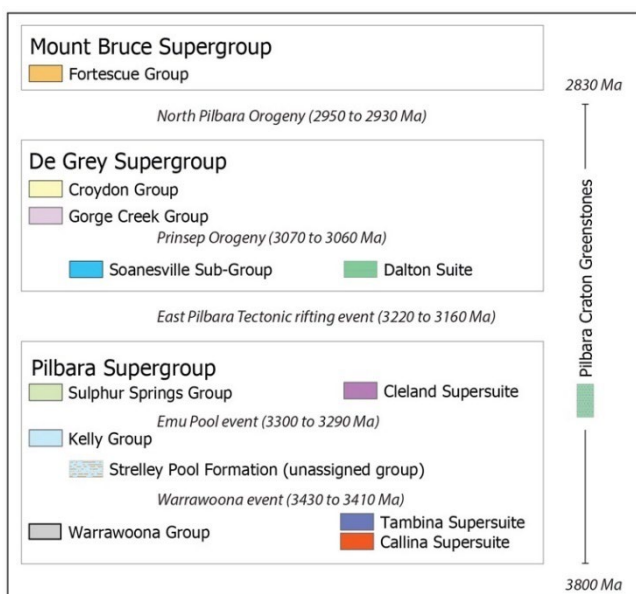 Mount Bruce Supergroup
Fortescue Group
2830 Ma
North Pilbara Orogeny (2950 to 2930 Ma)
De Grey Supergroup
Croydon Group
Gorge Creek Group
Prinsep Orogeny (3070 to 3060 Ma)
Soanesville Sub-Group
Dalton Suite
East Pilbara Tectonic rifting event (3220 to 3160 Ma)
Pilbara Supergroup
Sulphur Springs Group
Cleland Supersuite
Emu Pool event (3300 to 3290 Ma)
Kelly Group
Strelley Pool Formation (unassigned group)
Warrawoona event (3430 to 3410 Ma)
Warrawoona Group
Tambina Supersuite
Callina Supersuite
Pilbara Craton Greenstones
3800 Ma